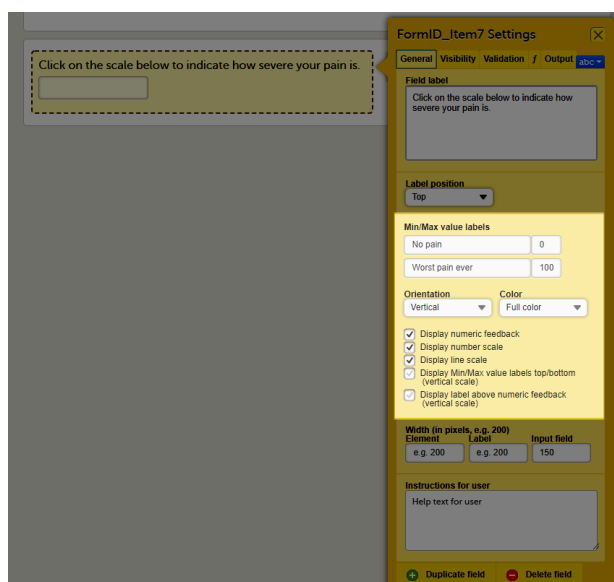 Click on the scale below to indicate how severe your pain is.
FormID_Item7 Settings
General Visibility Validation f Output abc
Field label
Click on the scale below to indicate how
severe your pain is.
Label position
Top
Min/Max value labels
No pain 0
Worst pain ever 100
Orientation Color
Vertical Full color
Display numeric feedback
Display number scale
Display line scale
Display Min/Max value labels top/bottom
(vertical scale)
Display label above numeric feedback
(vertical scale)
Width (in pixels, e.g. 200)
Element Label Input field
e.g. 200 e.g. 200 150
Instructions for user
Help text for user
Duplicate field Delete field